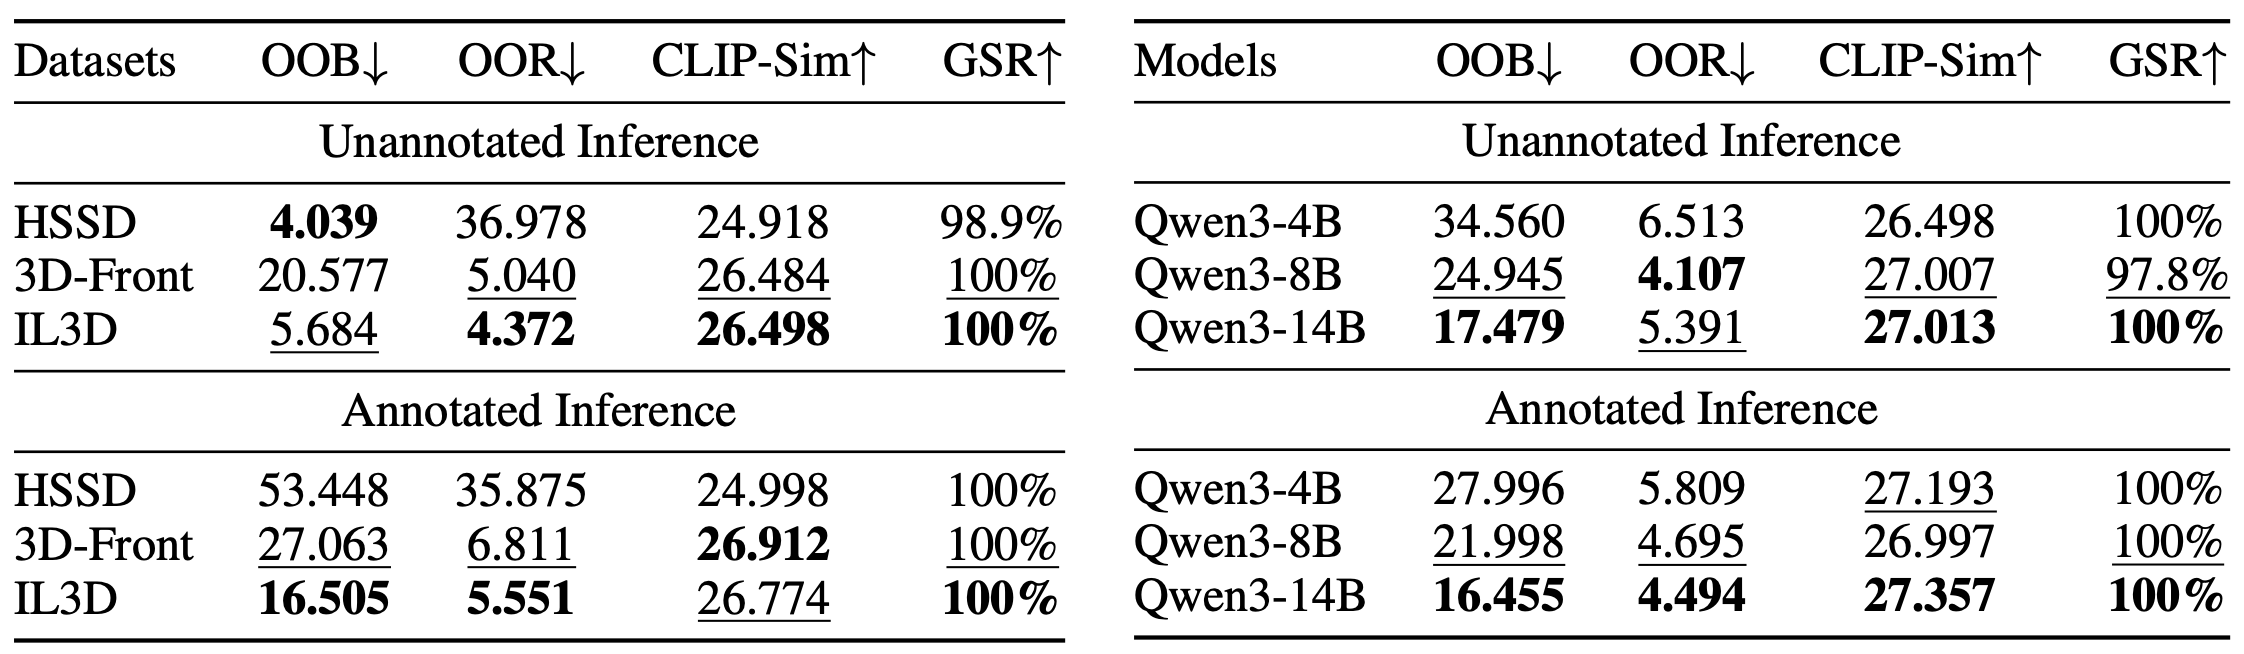 Datasets OOB↓ OOR↓ CLIP-Sim↑ GSR↑
Unannotated Inference
HSSD 4.039 36.978 24.918 98.9%
3D-Front 20.577 5.040 26.484 100%
IL3D 5.684 4.372 26.498 100%
Annotated Inference
HSSD 53.448 35.875 24.998 100%
3D-Front 27.063 6.811 26.912 100%
IL3D 16.505 5.551 26.774 100%
Models OOB↓ OOR↓ CLIP-Sim↑ GSR↑
Unannotated Inference
Qwen3-4B 34.560 6.513 26.498 100%
Qwen3-8B 24.945 4.107 27.007 97.8%
Qwen3-14B 17.479 5.391 27.013 100%
Annotated Inference
Qwen3-4B 27.996 5.809 27.193 100%
Qwen3-8B 21.998 4.695 26.997 100%
Qwen3-14B 16.455 4.494 27.357 100%